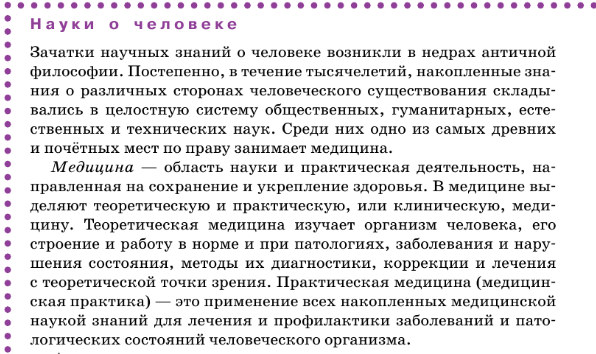 Науки о человеке
Зачатки научных знаний о человеке возникли в недрах античной
философии. Постепенно, в течение тысячелетий, накопленные зна-
ния о различных сторонах человеческого существования склады-
вались в целостную систему общественных, гуманитарных, есте-
ственных и технических наук. Среди них одно из самых древних
и почётных мест по праву занимает медицина.
Медицина — область науки и практическая деятельность, на-
правленная на сохранение и укрепление здоровья. В медицине вы-
деляют теоретическую и практическую, или клиническую, меди-
цину. Теоретическая медицина изучает организм человека, его
строение и работу в норме и при патологиях, заболевания и нару-
шения состояния, методы их диагностики, коррекции и лечения
с теоретической точки зрения. Практическая медицина (медицин-
ская практика) — это применение всех накопленных медицинской
наукой знаний для лечения и профилактики заболеваний и пато-
логических состояний человеческого организма.